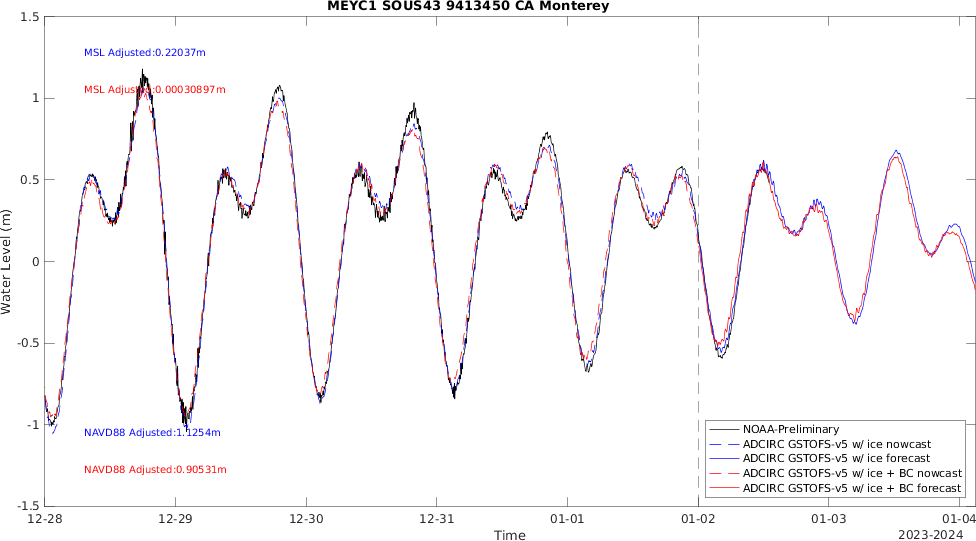 MEYC1 SOUS43 9413450 CA Monterey
1.5
1
0.5
0
-0.5
-1
-1.5
Water Level (m)
MSL Adjusted:0.22037m
MSL Adjusted:0.00030897m
NAVD88 Adjusted:1.1254m
NAVD88 Adjusted:0.90531m
NOAA-Preliminary
ADCIRC GSTOFS-v5 w/ ice nowcast
ADCIRC GSTOFS-v5 w/ ice forecast
ADCIRC GSTOFS-v5 w/ ice + BC nowcast
ADCIRC GSTOFS-v5 w/ ice + BC forecast
12-28 12-29 12-30 12-31 01-01 01-02 01-03 01-04
Time
2023-2024